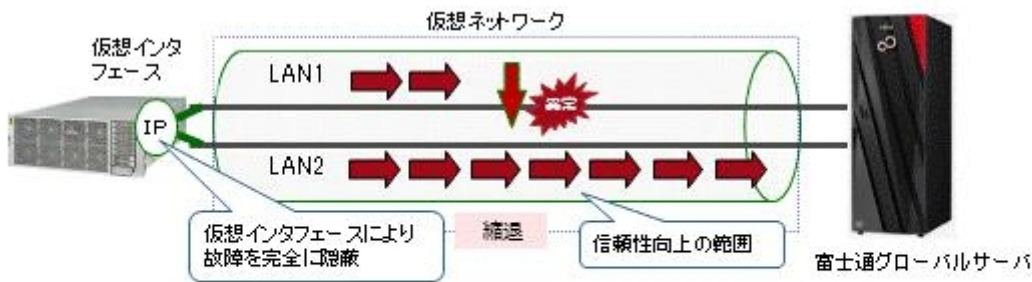 仮想ネットワーク
仮想インタ
フェース
LAN1
異常
IP
LAN2
仮想インタフェースにより
故障を完全に隠蔽
縮退
信頼性向上の範囲
富士通グローバルサーバ